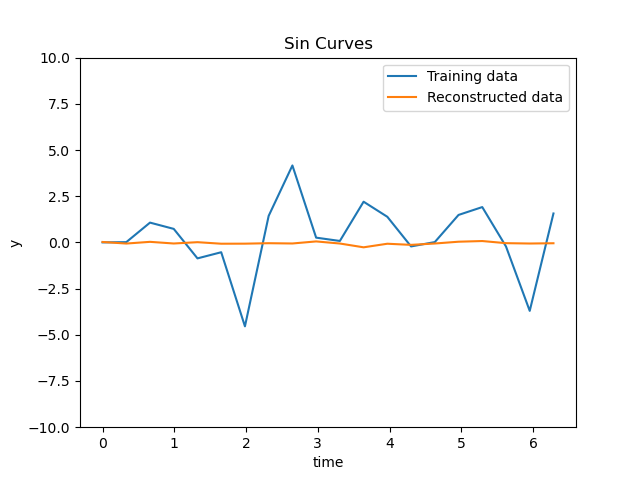 Sin Curves
Training data
Reconstructed data
10.0
7.5
5.0
2.5
0.0
−2.5
−5.0
−7.5
−10.0
y
0 1 2 3 4 5 6
time